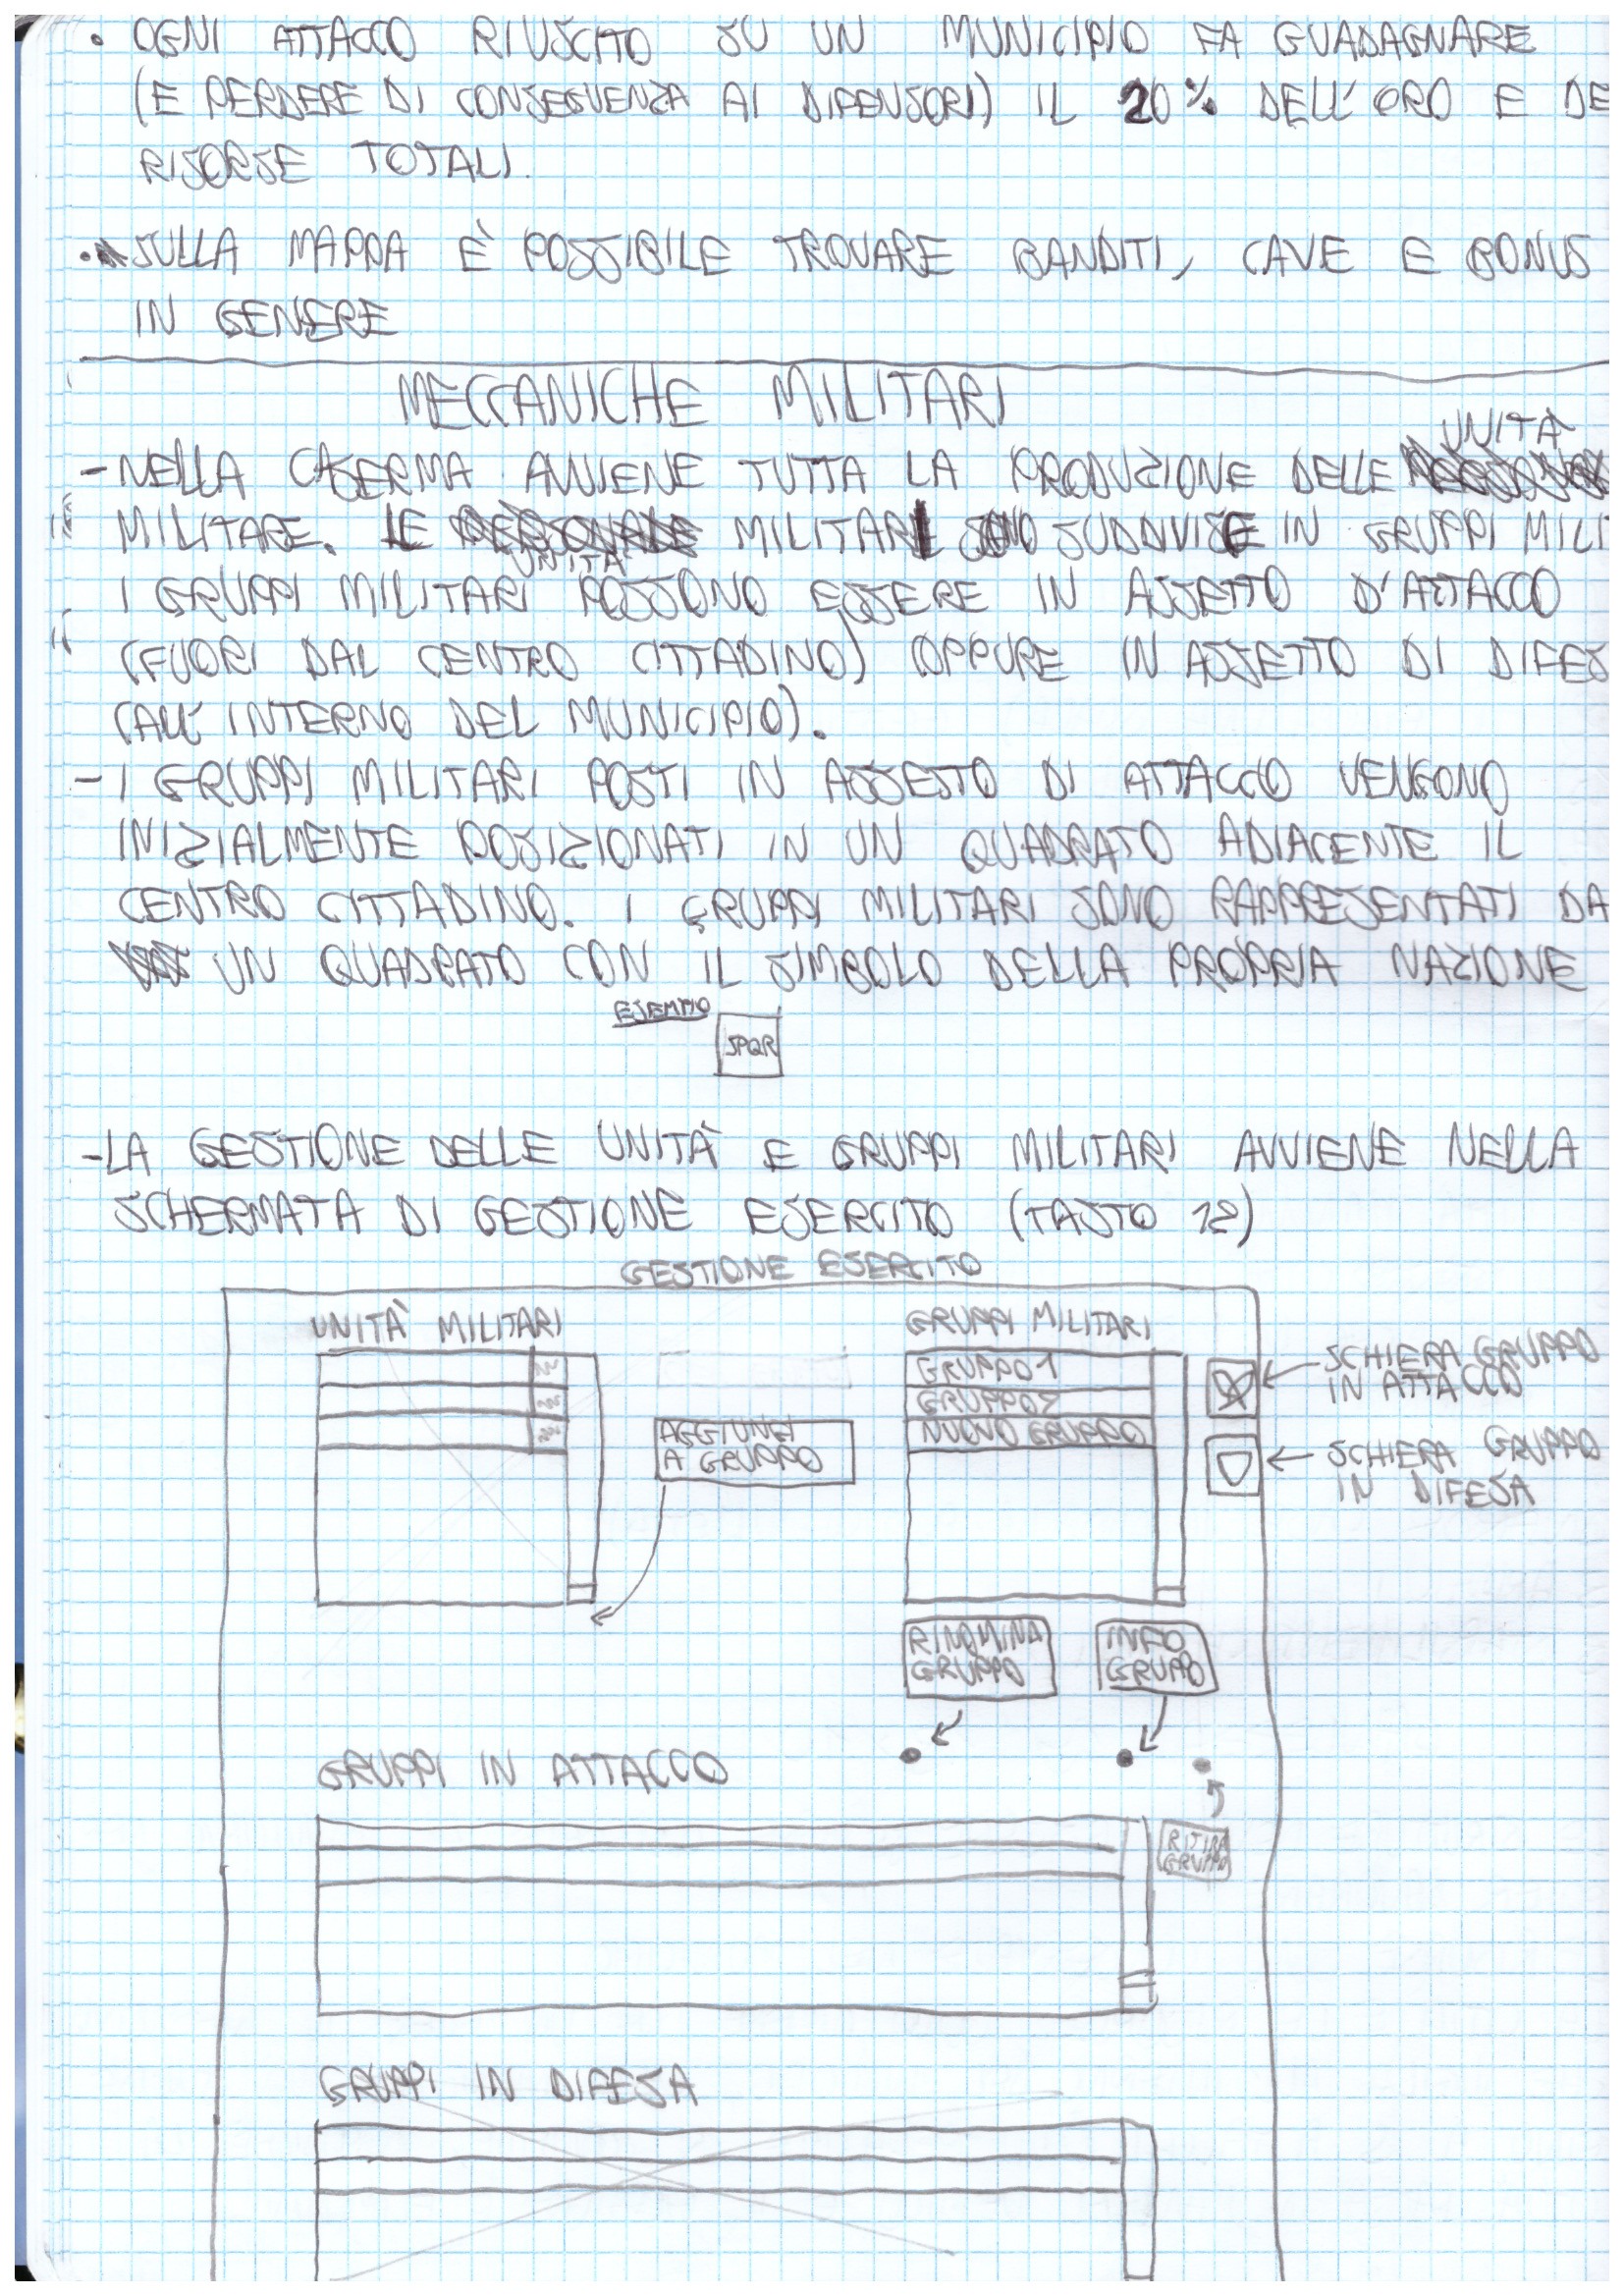 • OGNI ATTACCO RIUSCITO SU UN MUNICIPIO FA GUADAGNARE
(E PERDERE DI CONSEGUENZA AI DIFENSORI) IL 20% DELL'ORO E DE
RISORSE TOTALI.
• SULLA MAPPA È POSSIBILE TROVARE BANDITI, CAVE E BONUS
IN GENERE
MECCANICHE MILITARI
UNITÀ
- NELLA CASERMA AVVIENE TUTTA LA PRODUZIONE DELLE
MILITARE. LE MILITARI SONO SUDDIVISE IN GRUPPI MILI
UNITÀ
I GRUPPI MILITARI POSSONO ESSERE IN ASSETTO D'ATTACCO
(FUORI DAL CENTRO CITTADINO) OPPURE IN ASSETTO DI DIFES
(ALL'INTERNO DEL MUNICIPIO).
- I GRUPPI MILITARI POSTI IN ASSETTO DI ATTACCO VENGONO
INIZIALMENTE POSIZIONATI IN UN QUADRATO ADIACENTE IL
CENTRO CITTADINO. I GRUPPI MILITARI SONO RAPPRESENTATI DA
UN QUADRATO CON IL SIMBOLO DELLA PROPRIA NAZIONE
ESEMPIO
SPQR
- LA GESTIONE DELLE UNITÀ E GRUPPI MILITARI AVVIENE NELLA
SCHERMATA DI GESTIONE ESERCITO (TASTO 12)
GESTIONE ESERCITO
UNITÀ MILITARI
GRUPPI MILITARI
GRUPPO 1
GRUPPO 2
NUOVO GRUPPO
SCHIERA GRUPPO
IN ATTACCO
AGGIUNGI
A GRUPPO
SCHIERA GRUPPO
IN DIFESA
RINOMINA
GRUPPO
INFO
GRUPPO
GRUPPI IN ATTACCO
RITIRA
GRUPPO
GRUPPI IN DIFESA